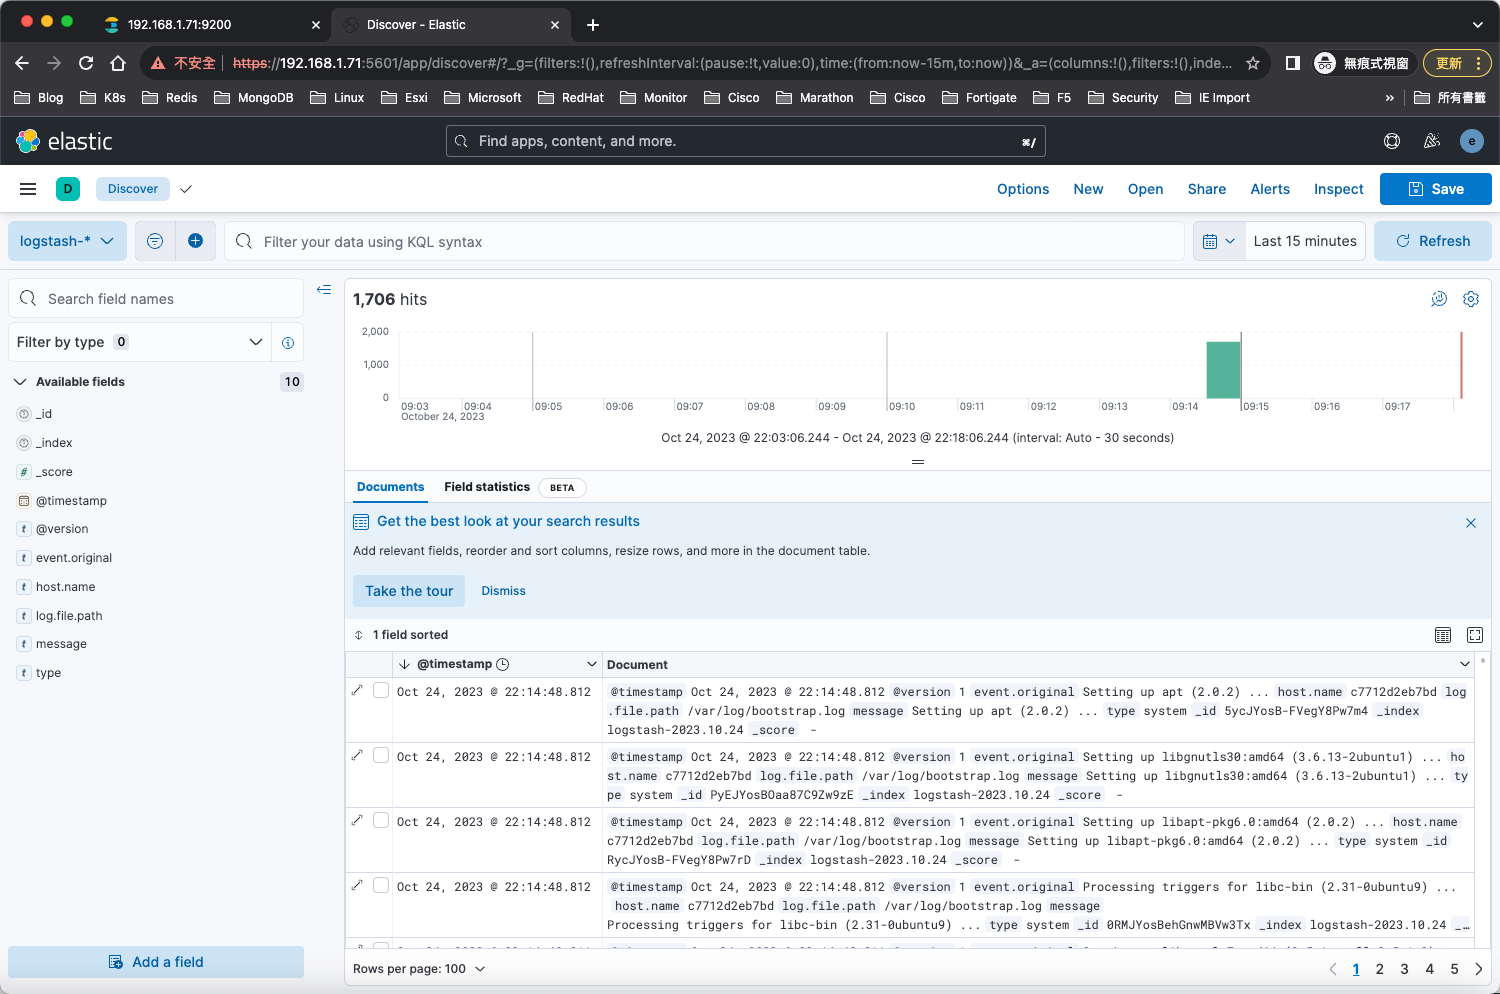 192.168.1.71:9200
Discover - Elastic
不安全 https://192.168.1.71:5601/app/discover#/?_g=(filters:!(),refreshInterval:(pause:!t,value:0),time:(from:now-15m,to:now))&_a=(columns:!(),filters:!(),inde...
無痕式視窗
更新
Blog K8s Redis MongoDB Linux Esxi Microsoft RedHat Monitor Cisco Marathon Cisco Fortigate F5 Security IE Import » 所有書籤
elastic
Find apps, content, and more. ⌘/
e
D Discover
Options New Open Share Alerts Inspect Save
logstash-*
Filter your data using KQL syntax
Last 15 minutes
Refresh
Search field names
Filter by type 0
Available fields 10
_id
_index
_score
@timestamp
@version
event.original
host.name
log.file.path
message
type
Add a field
1,706 hits
2,000
1,000
0
09:03 09:04 09:05 09:06 09:07 09:08 09:09 09:10 09:11 09:12 09:13 09:14 09:15 09:16 09:17
October 24, 2023
Oct 24, 2023 @ 22:03:06.244 - Oct 24, 2023 @ 22:18:06.244 (interval: Auto - 30 seconds)
Documents Field statistics BETA
Get the best look at your search results
Add relevant fields, reorder and sort columns, resize rows, and more in the document table.
Take the tour Dismiss
1 field sorted
@timestamp Document
Oct 24, 2023 @ 22:14:48.812 @timestamp Oct 24, 2023 @ 22:14:48.812 @version 1 event.original Setting up apt (2.0.2) ... host.name c7712d2eb7bd log
.file.path /var/log/bootstrap.log message Setting up apt (2.0.2) ... type system _id 5ycJYosB-FVegY8Pw7m4 _index
logstash-2023.10.24 _score -
Oct 24, 2023 @ 22:14:48.812 @timestamp Oct 24, 2023 @ 22:14:48.812 @version 1 event.original Setting up libgnutls30:amd64 (3.6.13-2ubuntu1) ... ho
st.name c7712d2eb7bd log.file.path /var/log/bootstrap.log message Setting up libgnutls30:amd64 (3.6.13-2ubuntu1) ... ty
pe system _id PyEJYosBOaa87C9Zw9zE _index logstash-2023.10.24 _score -
Oct 24, 2023 @ 22:14:48.812 @timestamp Oct 24, 2023 @ 22:14:48.812 @version 1 event.original Setting up libapt-pkg6.0:amd64 (2.0.2) ... host.name
c7712d2eb7bd log.file.path /var/log/bootstrap.log message Setting up libapt-pkg6.0:amd64 (2.0.2) ... type system _id
RycJYosB-FVegY8Pw7rD _index logstash-2023.10.24 _score -
Oct 24, 2023 @ 22:14:48.812 @timestamp Oct 24, 2023 @ 22:14:48.812 @version 1 event.original Processing triggers for libc-bin (2.31-0ubuntu9) ...
host.name c7712d2eb7bd log.file.path /var/log/bootstrap.log message
Processing triggers for libc-bin (2.31-0ubuntu9) ... type system _id 0RMJYosBehGnwMBVw3Tx _index logstash-2023.10.24 _…
Rows per page: 100
1 2 3 4 5